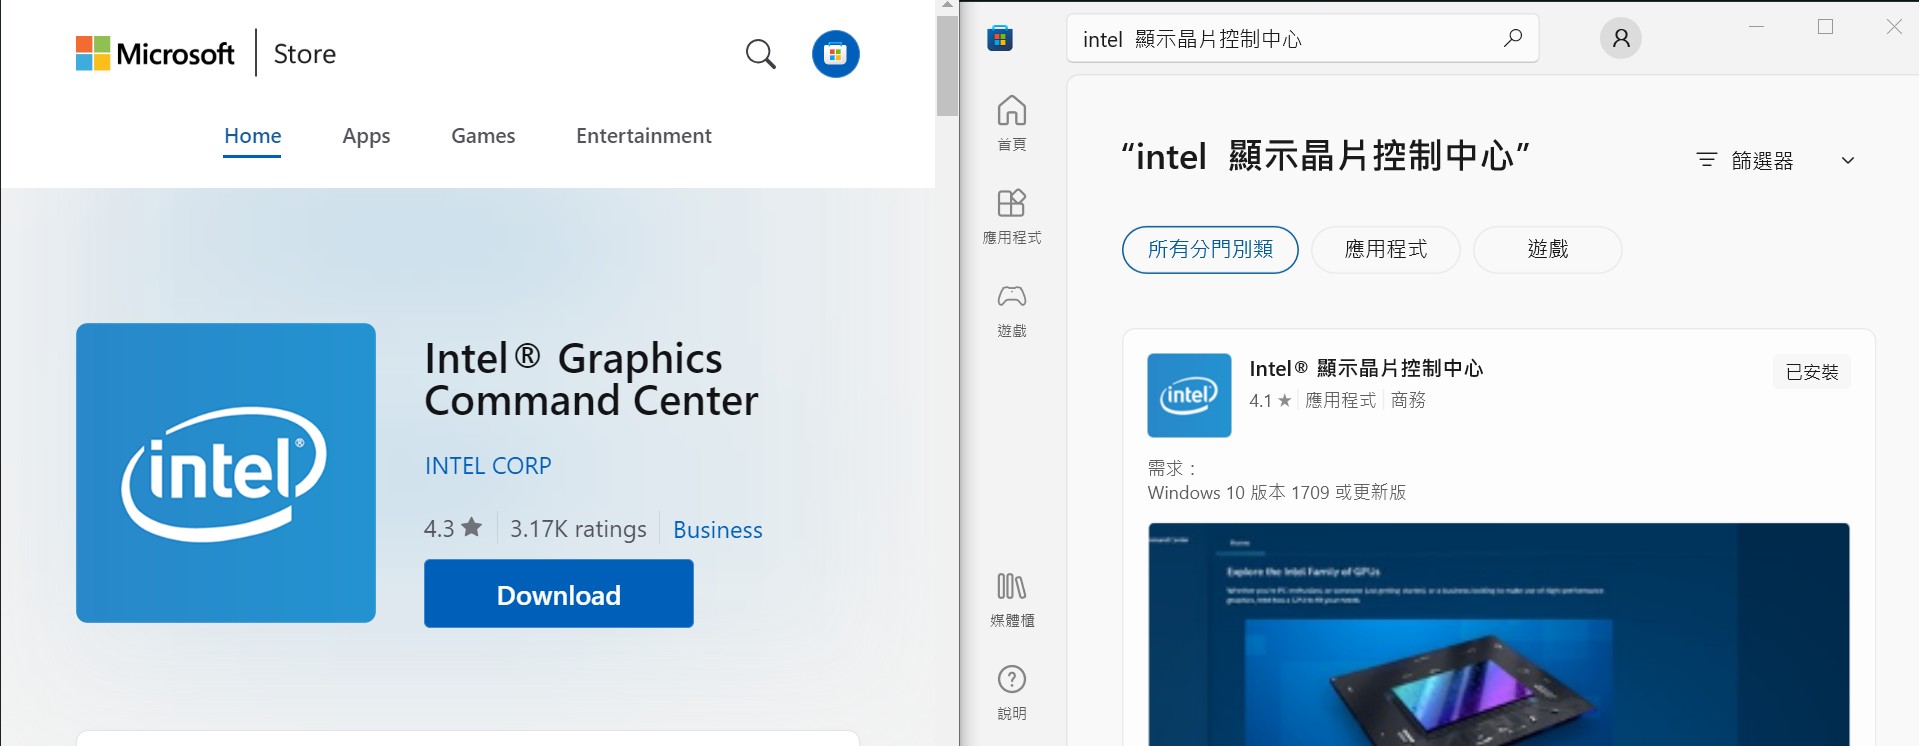 Microsoft Store
Home Apps Games Entertainment
intel®
Intel® Graphics
Command Center
INTEL CORP
4.3 ★ 3.17K ratings Business
Download
intel 顯示晶片控制中心
首頁
應用程式
遊戲
媒體櫃
說明
“intel 顯示晶片控制中心”
篩選器
所有分門別類 應用程式 遊戲
intel
Intel® 顯示晶片控制中心
4.1 ★ 應用程式 商務
已安裝
需求：
Windows 10 版本 1709 或更新版
Home
Explore the Intel Family of GPUs